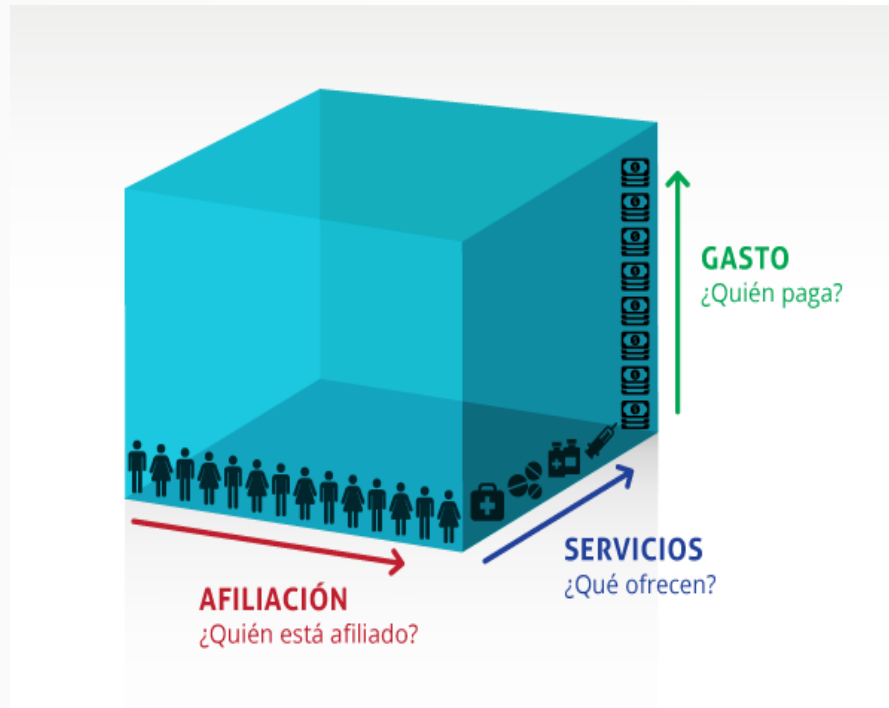 GASTO
¿Quién paga?
SERVICIOS
¿Qué ofrecen?
AFILIACIÓN
¿Quién está afiliado?